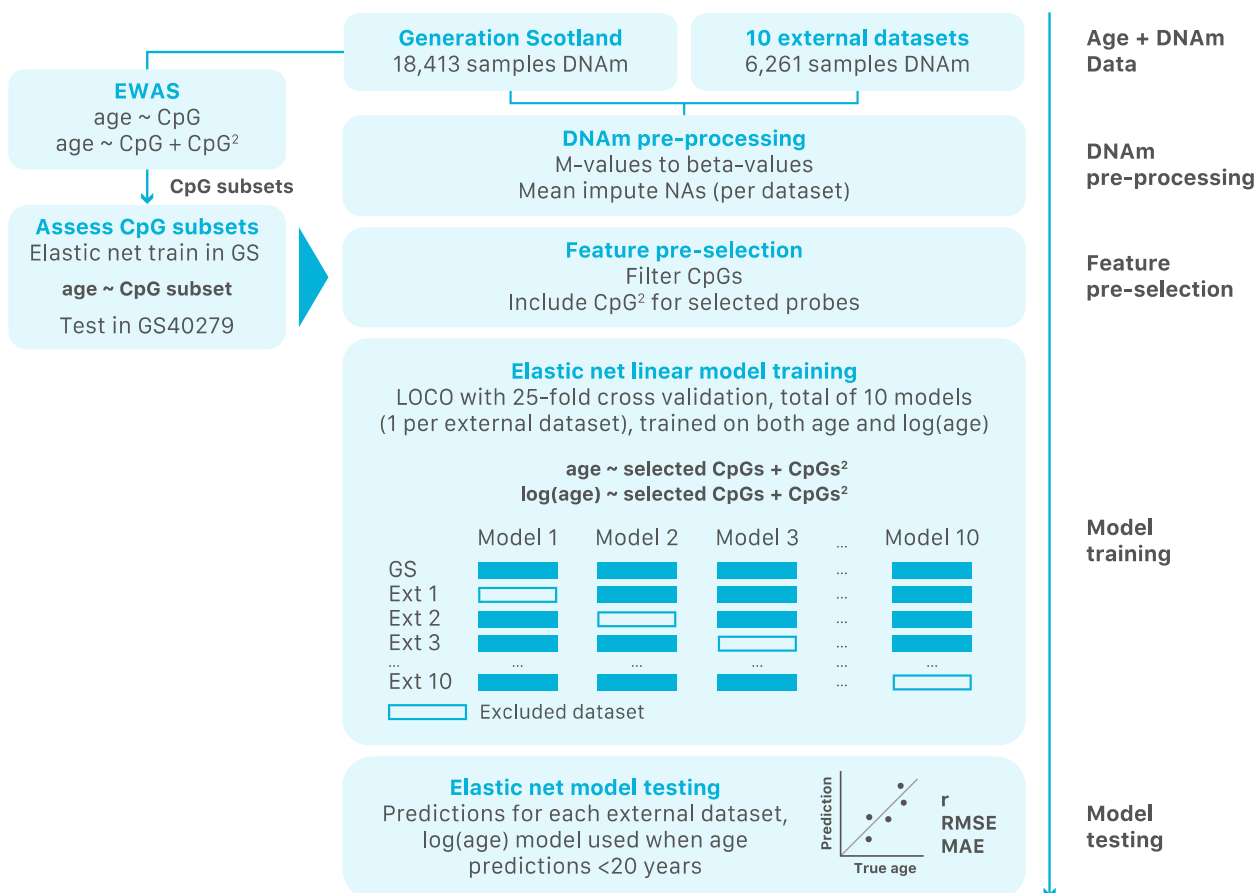 Generation Scotland
18,413 samples DNAm
10 external datasets
6,261 samples DNAm
Age + DNAm
Data
EWAS
age ~ CpG
age ~ CpG + CpG²
CpG subsets
DNAm pre-processing
M-values to beta-values
Mean impute NAs (per dataset)
DNAm
pre-processing
Assess CpG subsets
Elastic net train in GS
age ~ CpG subset
Test in GS40279
Feature pre-selection
Filter CpGs
Include CpG² for selected probes
Feature
pre-selection
Elastic net linear model training
LOCO with 25-fold cross validation, total of 10 models
(1 per external dataset), trained on both age and log(age)
age ~ selected CpGs + CpGs²
log(age) ~ selected CpGs + CpGs²
Model 1 Model 2 Model 3 ... Model 10
GS ...
Ext 1 ...
Ext 2 ...
Ext 3 ...
... ... ... ... ... ...
Ext 10 ...
Excluded dataset
Model
training
Elastic net model testing
Predictions for each external dataset,
log(age) model used when age
predictions <20 years
Prediction
True age
r
RMSE
MAE
Model
testing